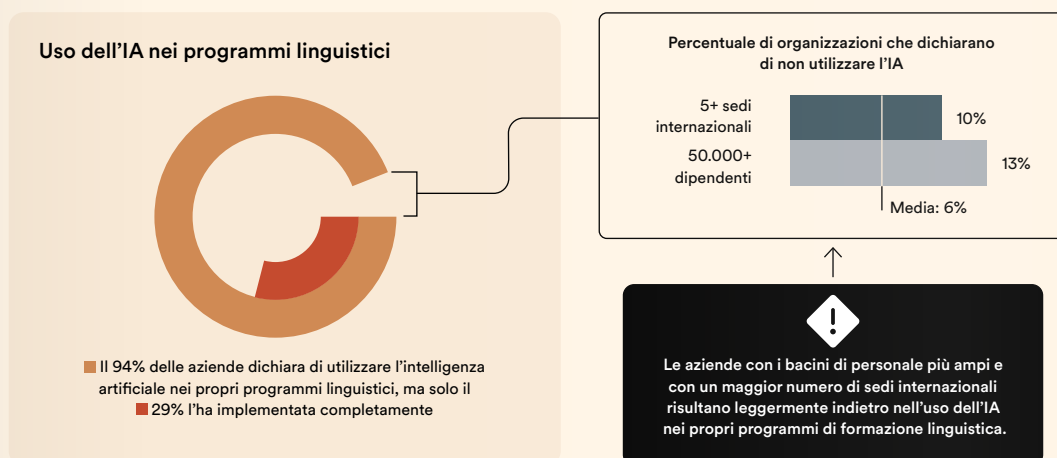 Uso dell’IA nei programmi linguistici
Il 94% delle aziende dichiara di utilizzare l’intelligenza
artificiale nei propri programmi linguistici, ma solo il
29% l’ha implementata completamente
Percentuale di organizzazioni che dichiarano
di non utilizzare l’IA
5+ sedi
internazionali
10%
50.000+
dipendenti
13%
Media: 6%
Le aziende con i bacini di personale più ampi e
con un maggior numero di sedi internazionali
risultano leggermente indietro nell’uso dell’IA
nei propri programmi di formazione linguistica.